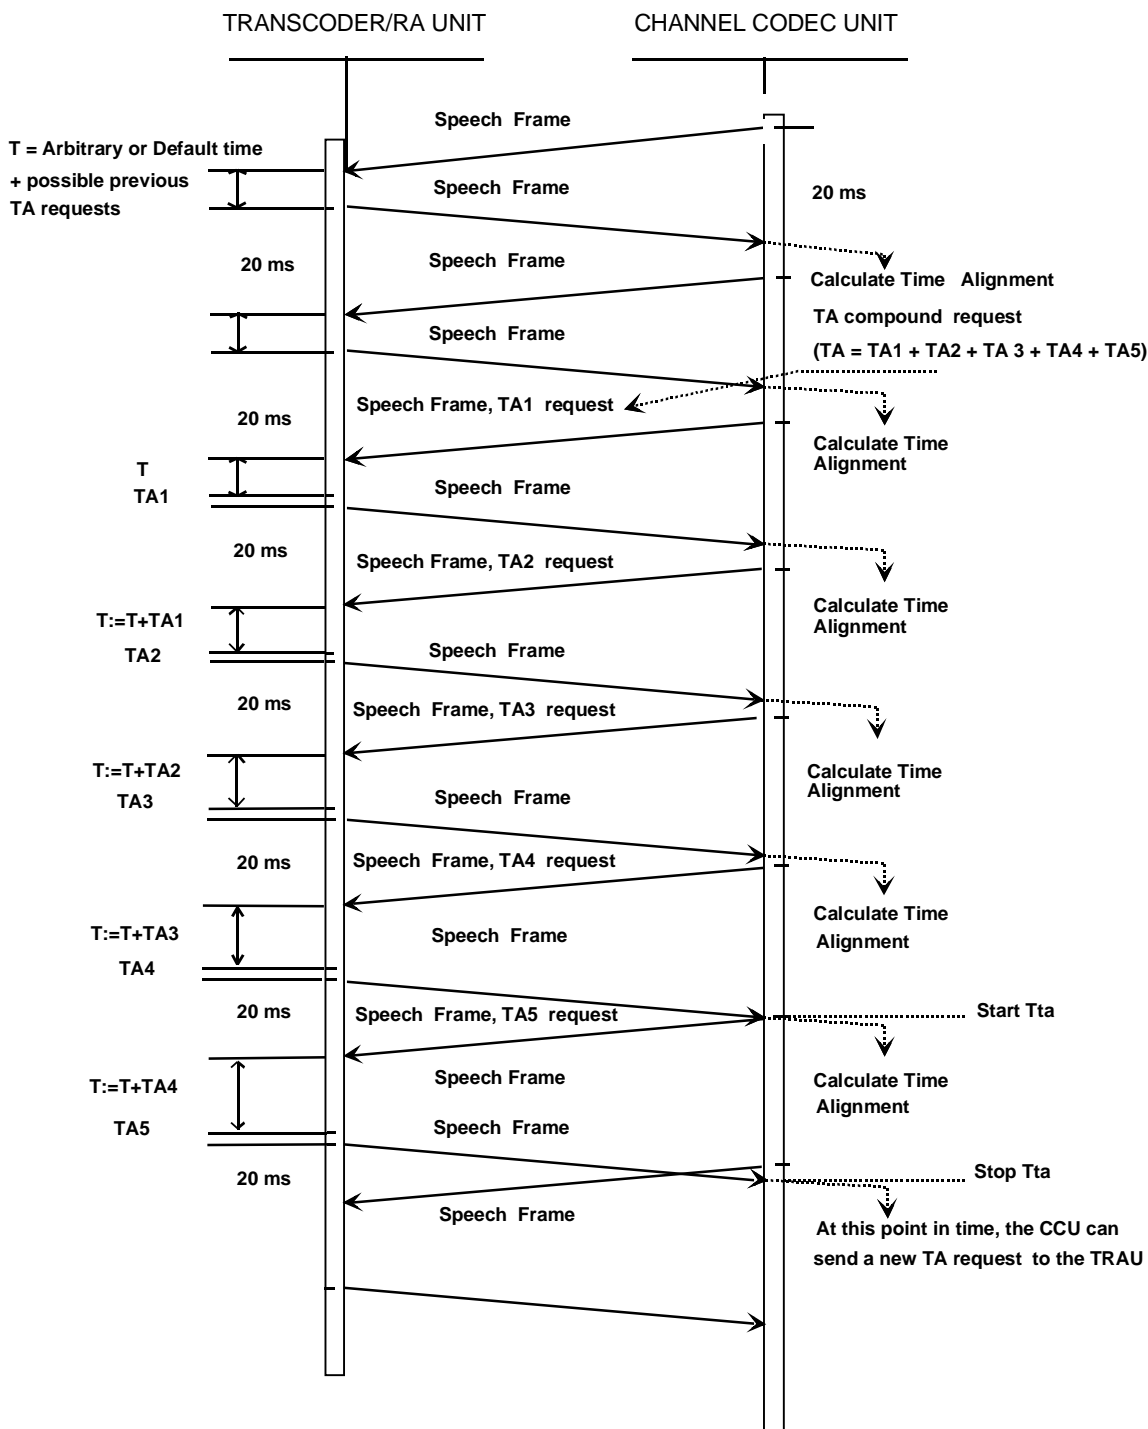 TRANSCODER/RA UNIT
CHANNEL CODEC UNIT
Speech Frame
T = Arbitrary or Default time
+ possible previous
TA requests
Speech Frame
20 ms
Speech Frame
20 ms
Calculate Time Alignment
TA compound request
(TA = TA1 + TA2 + TA 3 + TA4 + TA5)
Speech Frame
Speech Frame, TA1 request
20 ms
Calculate Time
Alignment
T
TA1
Speech Frame
20 ms
Speech Frame, TA2 request
Calculate Time
Alignment
T:=T+TA1
TA2
Speech Frame
20 ms
Speech Frame, TA3 request
Calculate Time
Alignment
T:=T+TA2
TA3
Speech Frame
20 ms
Speech Frame, TA4 request
Calculate Time
Alignment
T:=T+TA3
TA4
Speech Frame
20 ms
Speech Frame, TA5 request
Start Tta
Calculate Time
Alignment
T:=T+TA4
TA5
Speech Frame
Speech Frame
20 ms
Stop Tta
Speech Frame
At this point in time, the CCU can
send a new TA request to the TRAU